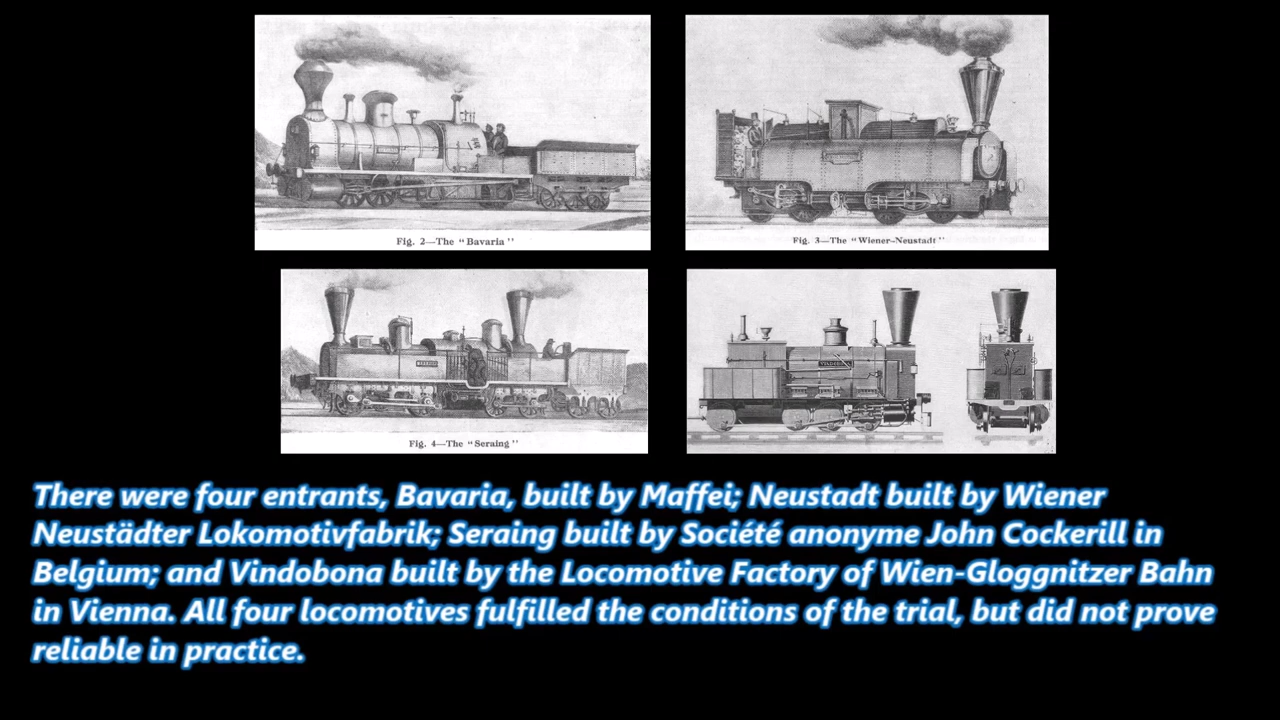 Fig. 2—The "Bavaria"
Fig. 3—The "Wiener-Neustadt"
Fig. 4—The "Seraing"
There were four entrants, Bavaria, built by Maffei; Neustadt built by Wiener
Neustädter Lokomotivfabrik; Seraing built by Société anonyme John Cockerill in
Belgium; and Vindobona built by the Locomotive Factory of Wien-Gloggnitzer Bahn
in Vienna. All four locomotives fulfilled the conditions of the trial, but did not prove
reliable in practice.